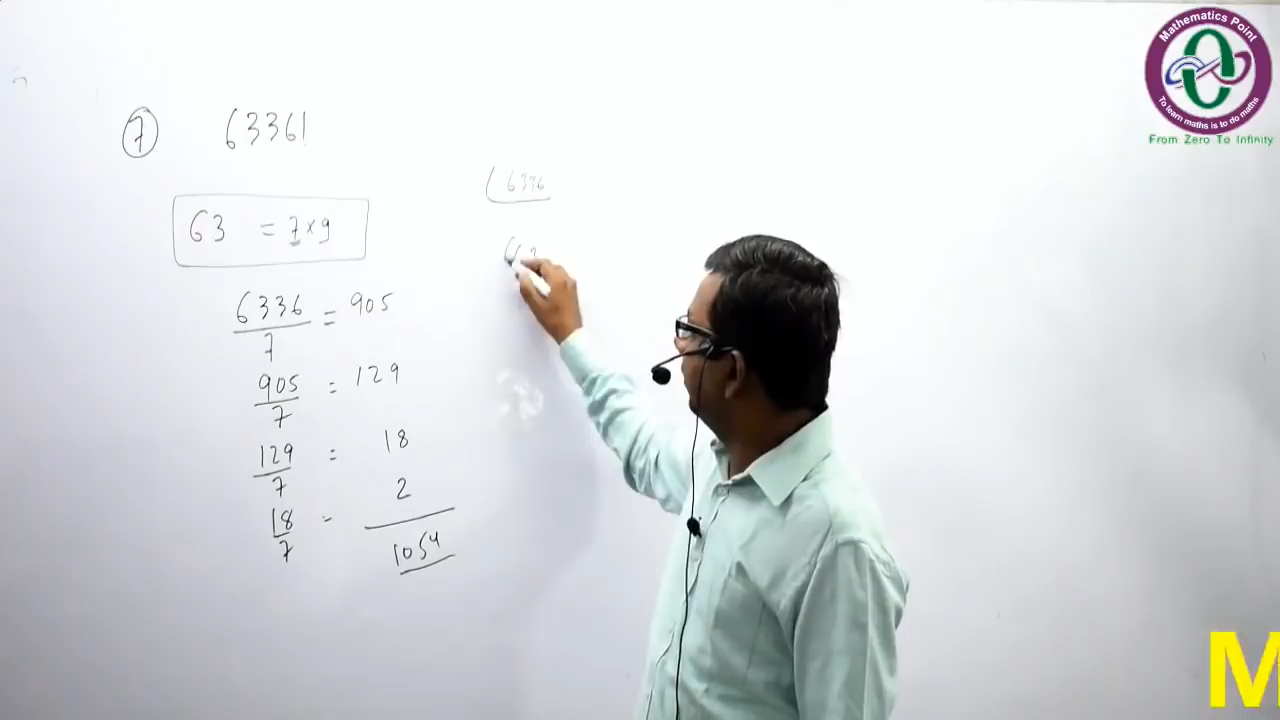 ⑦ 6336!
63 = 7×9
6336
6336/7 = 905
905/7 = 129
129/7 = 18
18/7 = 2
1054
Mathematics Point
To learn maths is to do maths
From Zero To Infinity
M